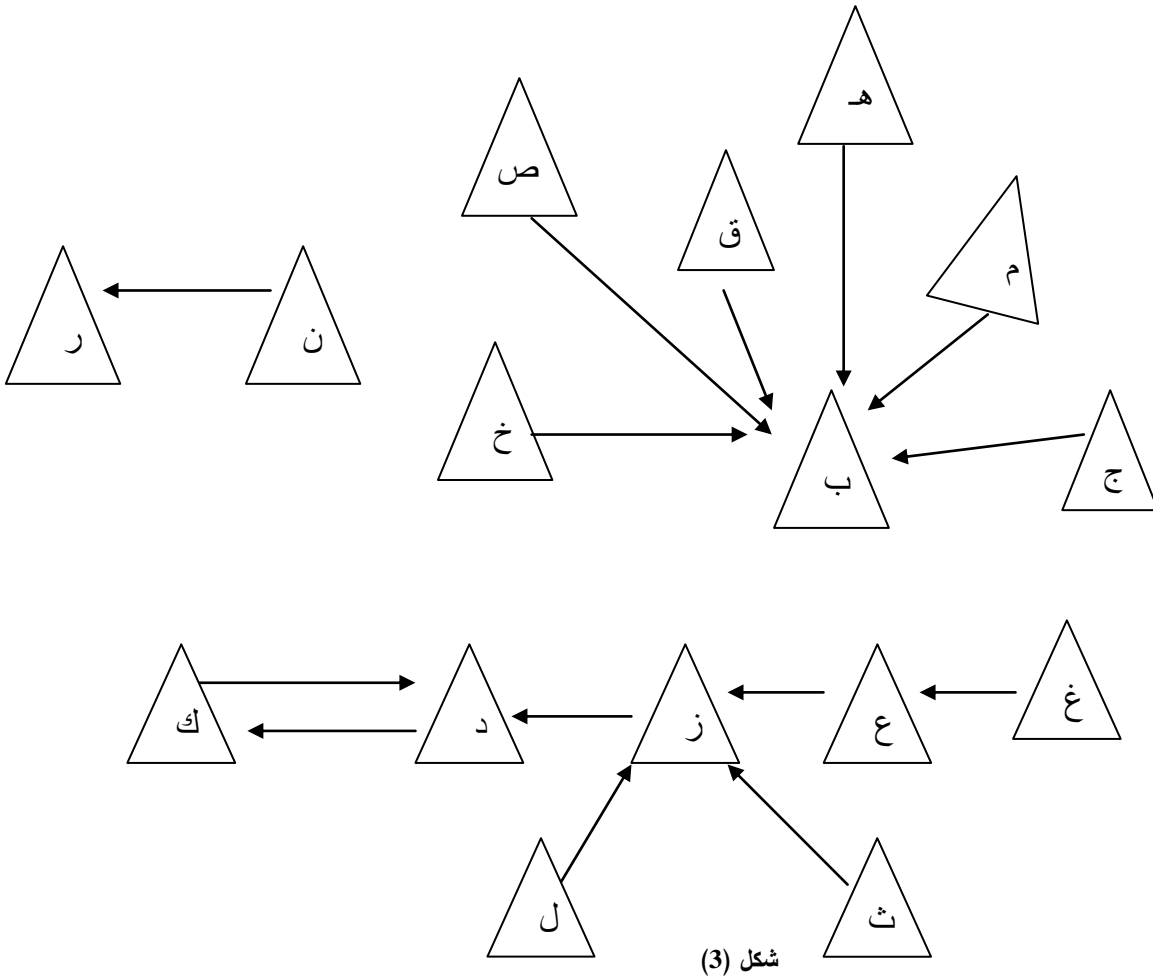 هـ
ص
ق
م
ر
ن
خ
ب
ج
ك
د
ز
ع
غ
ل
ث
شكل (3)